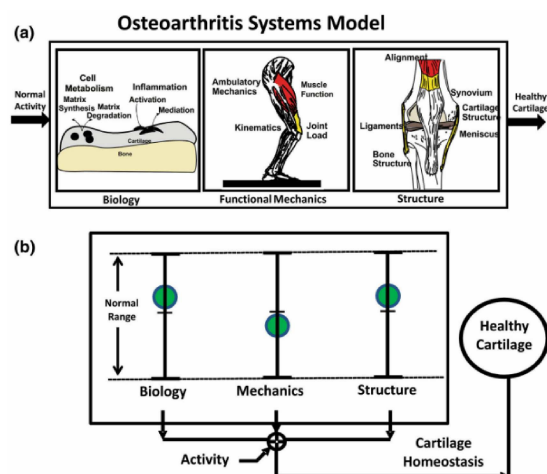 Osteoarthritis Systems Model
(a)
Normal
Activity
Cell
Metabolism
Matrix
Synthesis
Matrix
Degradation
Inflammation
Activation
Mediation
Cartilage
Bone
Biology
Ambulatory
Mechanics
Muscle
Function
Kinematics
Joint
Load
Functional Mechanics
Alignment
Synovium
Cartilage
Structure
Ligaments
Meniscus
Bone
Structure
Structure
Healthy
Cartilage
(b)
Normal
Range
Biology
Mechanics
Structure
Activity
Healthy
Cartilage
Cartilage
Homeostasis